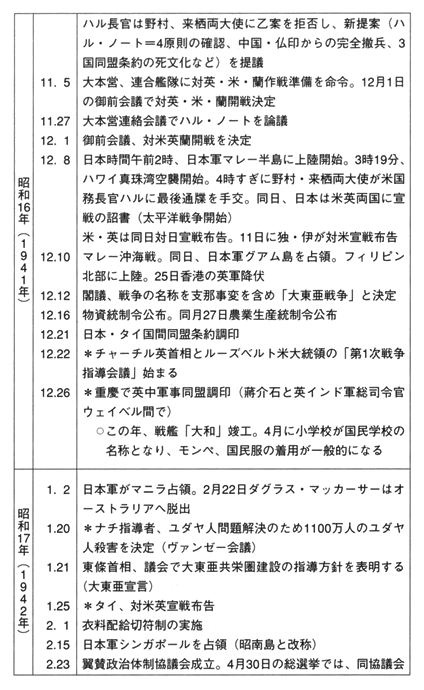 ハル長官は野村、来栖両大使に乙案を拒否し、新提案（ハ
ル・ノート＝4原則の確認、中国・仏印からの完全撤兵、3
国同盟条約の死文化など）を提議
11. 5 大本営、連合艦隊に対英・米・蘭作戦準備を命令。12月1日
の御前会議で対英・米・蘭開戦決定
11.27 大本営連絡会議でハル・ノートを論議
12. 1 御前会議、対米英蘭開戦を決定
12. 8 日本時間午前2時、日本軍マレー半島に上陸開始。3時19分、
ハワイ真珠湾空襲開始。4時すぎに野村・来栖両大使が米国
務長官ハルに最後通牒を手交。同日、日本は米英両国に宣
戦の詔書（太平洋戦争開始）
米・英は同日対日宣戦布告。11日に独・伊が対米宣戦布告
昭和16年（1941年）
12.10 マレー沖海戦。同日、日本軍グアム島を占領。フィリピン
北部に上陸。25日香港の英軍降伏
12.12 閣議、戦争の名称を支那事変を含め「大東亜戦争」と決定
12.16 物資統制令公布。同月27日農業生産統制令公布
12.21 日本・タイ国間同盟条約調印
12.22 ＊チャーチル英首相とルーズベルト米大統領の「第1次戦争
指導会議」始まる
12.26 ＊重慶で英中軍事同盟調印（蔣介石と英インド軍総司令官
ウェイベル間で）
○この年、戦艦「大和」竣工。4月に小学校が国民学校の
名称となり、モンペ、国民服の着用が一般的になる
1. 2 日本軍がマニラ占領。2月22日ダグラス・マッカーサーはオ
ーストラリアへ脱出
昭和17年（1942年）
1.20 ＊ナチ指導者、ユダヤ人問題解決のため1100万人のユダヤ
人殺害を決定（ヴァンゼー会議）
1.21 東條首相、議会で大東亜共栄圏建設の指導方針を表明する
（大東亜宣言）
1.25 ＊タイ、対米英宣戦布告
2. 1 衣料配給切符制の実施
2.15 日本軍シンガポールを占領（昭南島と改称）
2.23 翼賛政治体制協議会成立。4月30日の総選挙では、同協議会